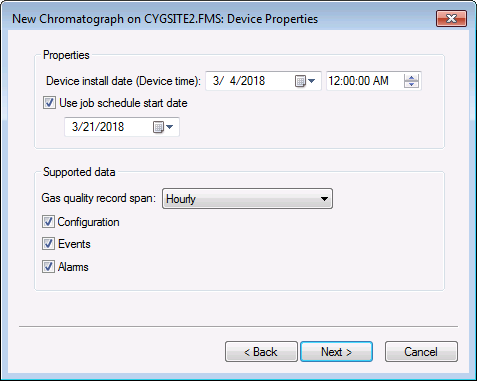 New Chromatograph on CYGSITE2.FMS: Device Properties
Properties
Device install date (Device time): 3/ 4/2018 12:00:00 AM
Use job schedule start date
3/21/2018
Supported data
Gas quality record span: Hourly
Configuration
Events
Alarms
< Back Next > Cancel